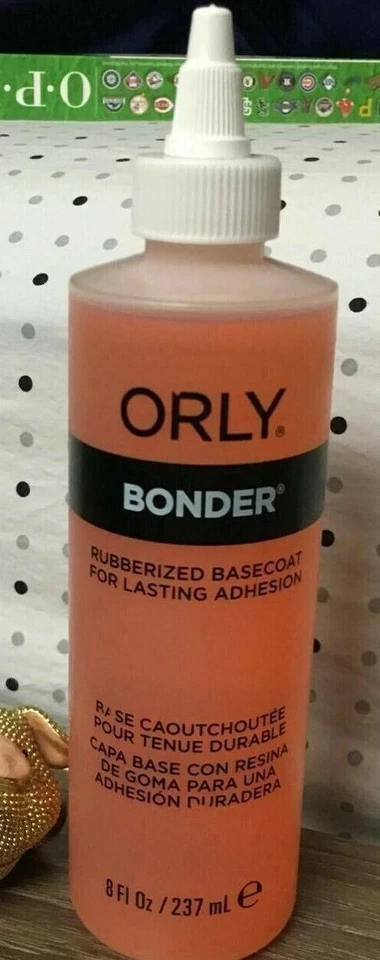 O·P·I
ORLY®
BONDER®
RUBBERIZED BASECOAT
FOR LASTING ADHESION
BASE CAOUTCHOUTÉE
POUR TENUE DURABLE
CAPA BASE CON RESINA
DE GOMA PARA UNA
ADHESIÓN DURADERA
8 Fl Oz / 237 mL e